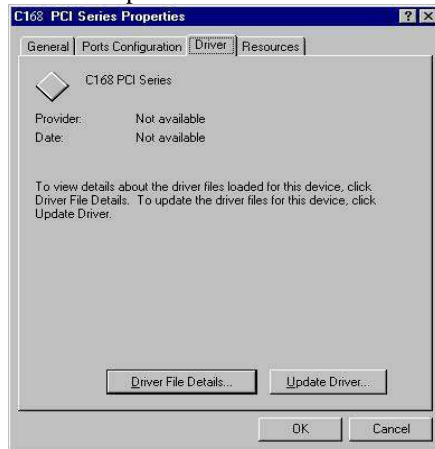 C168 PCI Series Properties
General Ports Configuration Driver Resources
C168 PCI Series
Provider: Not available
Date: Not available
To view details about the driver files loaded for this device, click
Driver File Details. To update the driver files for this device, click
Update Driver.
Driver File Details... Update Driver...
OK Cancel